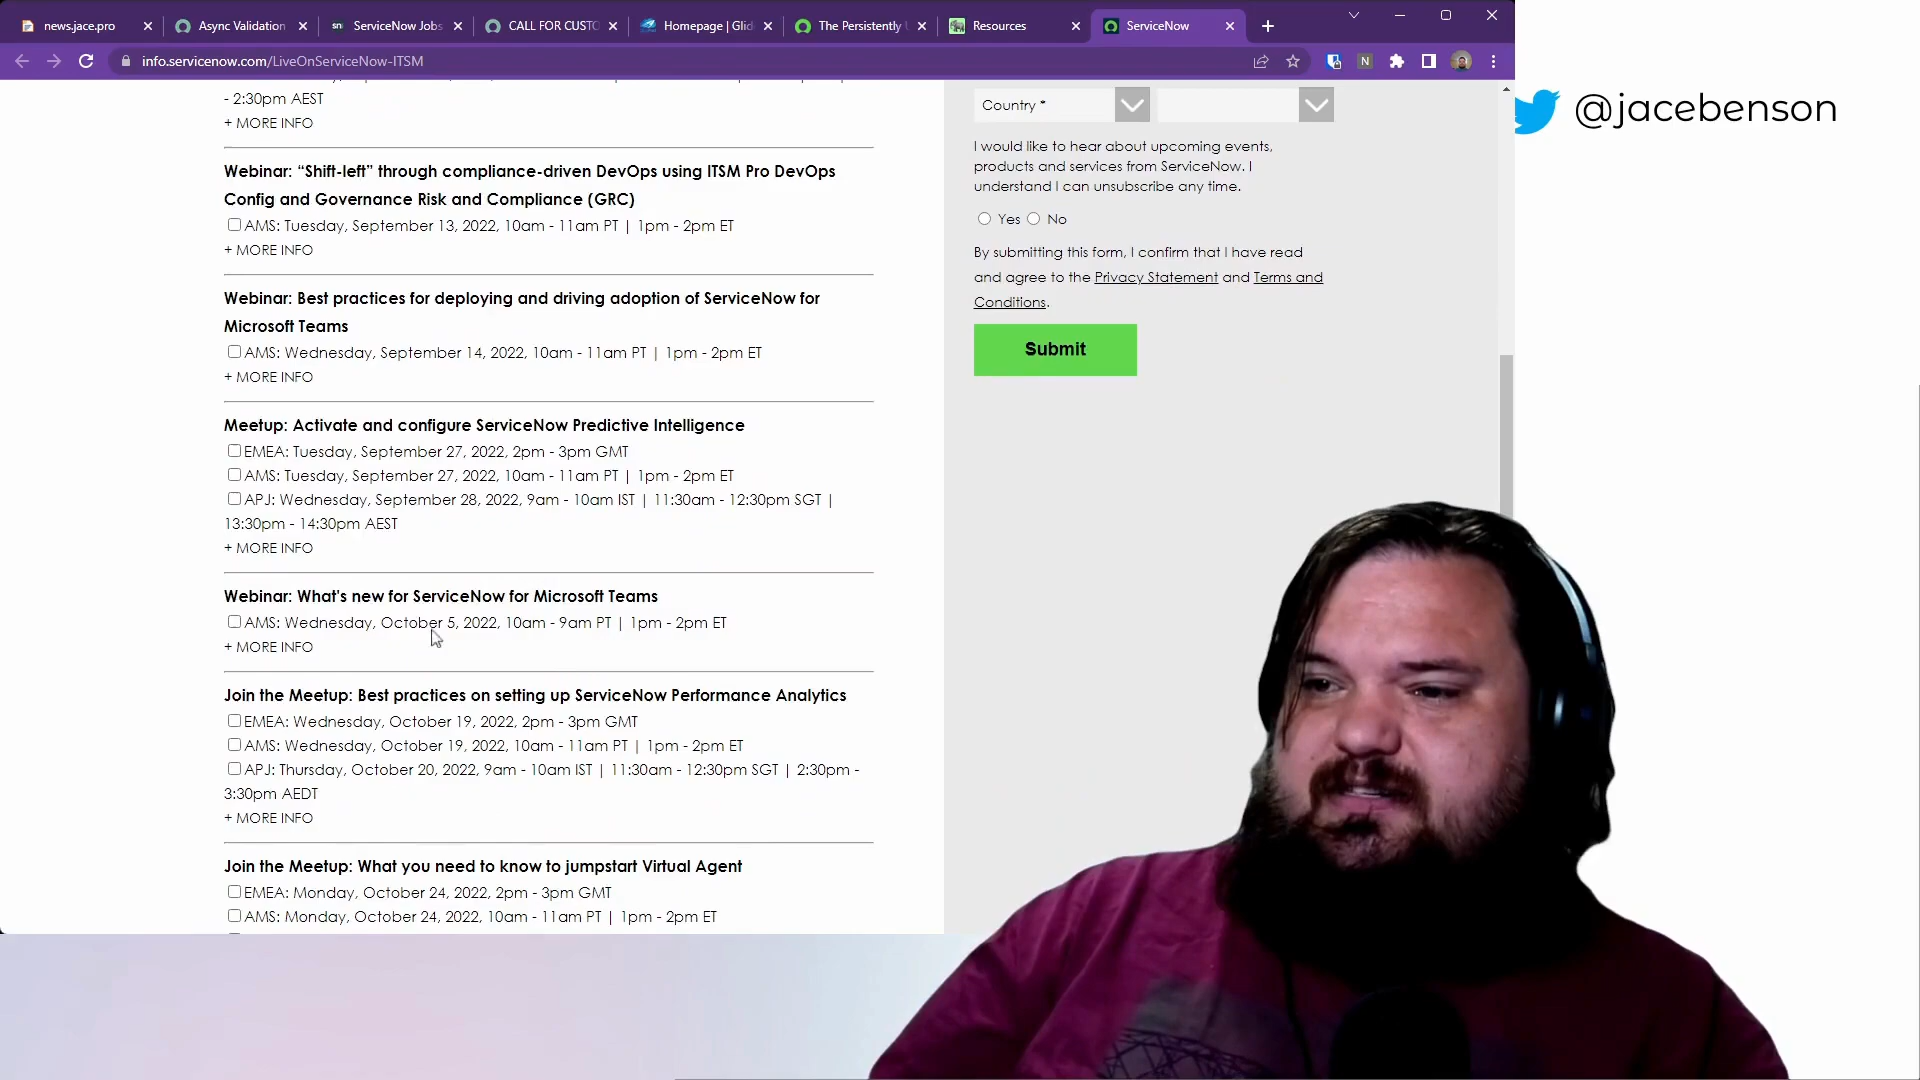 news.jace.pro
Async Validation
ServiceNow Jobs
CALL FOR CUSTO
Homepage | Glid
The Persistently
Resources
ServiceNow
info.servicenow.com/LiveOnServiceNow-ITSM
N
@jacebenson
- 2:30pm AEST
+ MORE INFO
Webinar: “Shift-left” through compliance-driven DevOps using ITSM Pro DevOps
Config and Governance Risk and Compliance (GRC)
AMS: Tuesday, September 13, 2022, 10am - 11am PT | 1pm - 2pm ET
+ MORE INFO
Webinar: Best practices for deploying and driving adoption of ServiceNow for
Microsoft Teams
AMS: Wednesday, September 14, 2022, 10am - 11am PT | 1pm - 2pm ET
+ MORE INFO
Meetup: Activate and configure ServiceNow Predictive Intelligence
EMEA: Tuesday, September 27, 2022, 2pm - 3pm GMT
AMS: Tuesday, September 27, 2022, 10am - 11am PT | 1pm - 2pm ET
APJ: Wednesday, September 28, 2022, 9am - 10am IST | 11:30am - 12:30pm SGT |
13:30pm - 14:30pm AEST
+ MORE INFO
Webinar: What's new for ServiceNow for Microsoft Teams
AMS: Wednesday, October 5, 2022, 10am - 9am PT | 1pm - 2pm ET
+ MORE INFO
Join the Meetup: Best practices on setting up ServiceNow Performance Analytics
EMEA: Wednesday, October 19, 2022, 2pm - 3pm GMT
AMS: Wednesday, October 19, 2022, 10am - 11am PT | 1pm - 2pm ET
APJ: Thursday, October 20, 2022, 9am - 10am IST | 11:30am - 12:30pm SGT | 2:30pm -
3:30pm AEDT
+ MORE INFO
Join the Meetup: What you need to know to jumpstart Virtual Agent
EMEA: Monday, October 24, 2022, 2pm - 3pm GMT
AMS: Monday, October 24, 2022, 10am - 11am PT | 1pm - 2pm ET
Country *
I would like to hear about upcoming events,
products and services from ServiceNow. I
understand I can unsubscribe any time.
Yes No
By submitting this form, I confirm that I have read
and agree to the Privacy Statement and Terms and
Conditions.
Submit